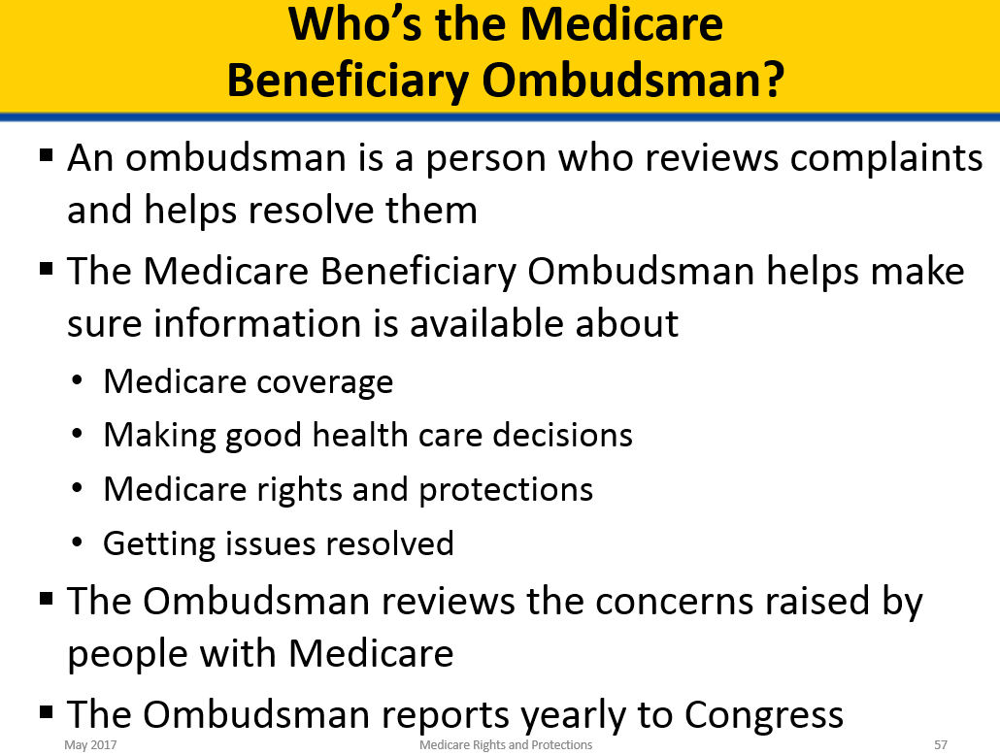 Who’s the Medicare
Beneficiary Ombudsman?
▪ An ombudsman is a person who reviews complaints
and helps resolve them
▪ The Medicare Beneficiary Ombudsman helps make
sure information is available about
• Medicare coverage
• Making good health care decisions
• Medicare rights and protections
• Getting issues resolved
▪ The Ombudsman reviews the concerns raised by
people with Medicare
▪ The Ombudsman reports yearly to Congress
May 2017 Medicare Rights and Protections 57